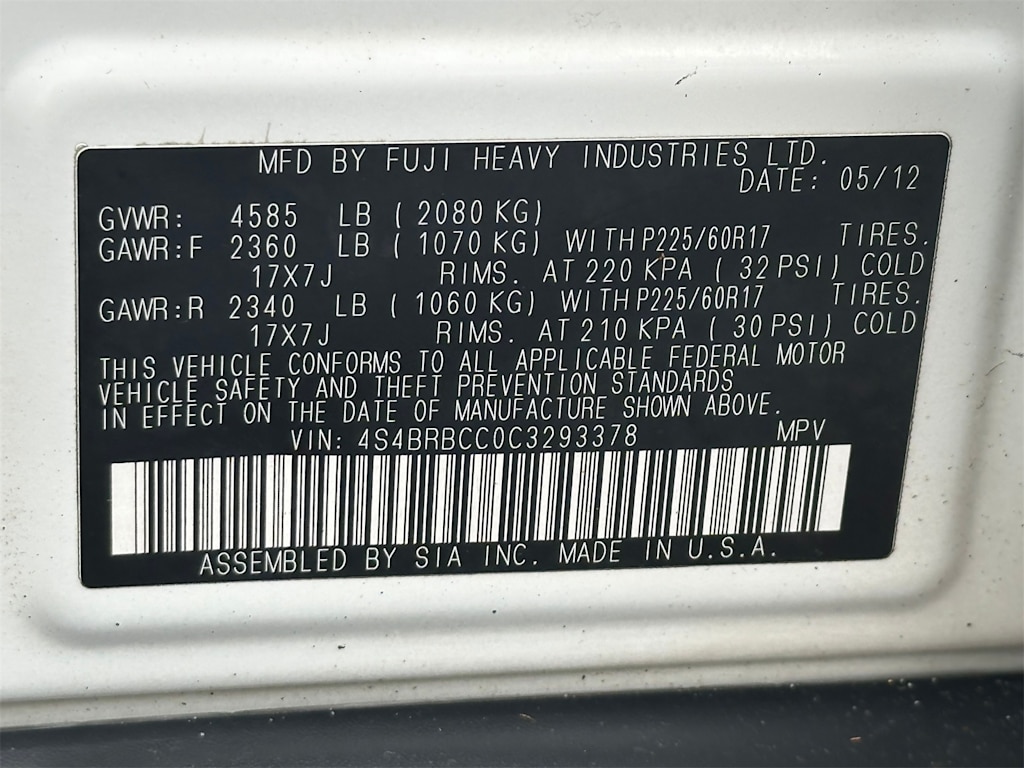 MFD BY FUJI HEAVY INDUSTRIES LTD.
DATE: 05/12
GVWR: 4585 LB ( 2080 KG)
GAWR:F 2360 LB ( 1070 KG) WITH P225/60R17 TIRES.
17X7J RIMS. AT 220 KPA ( 32 PSI) COLD
GAWR:R 2340 LB ( 1060 KG) WITH P225/60R17 TIRES.
17X7J RIMS. AT 210 KPA ( 30 PSI) COLD
THIS VEHICLE CONFORMS TO ALL APPLICABLE FEDERAL MOTOR
VEHICLE SAFETY AND THEFT PREVENTION STANDARDS
IN EFFECT ON THE DATE OF MANUFACTURE SHOWN ABOVE.
VIN: 4S4BRBCC0C3293378 MPV
ASSEMBLED BY SIA INC. MADE IN U.S.A.